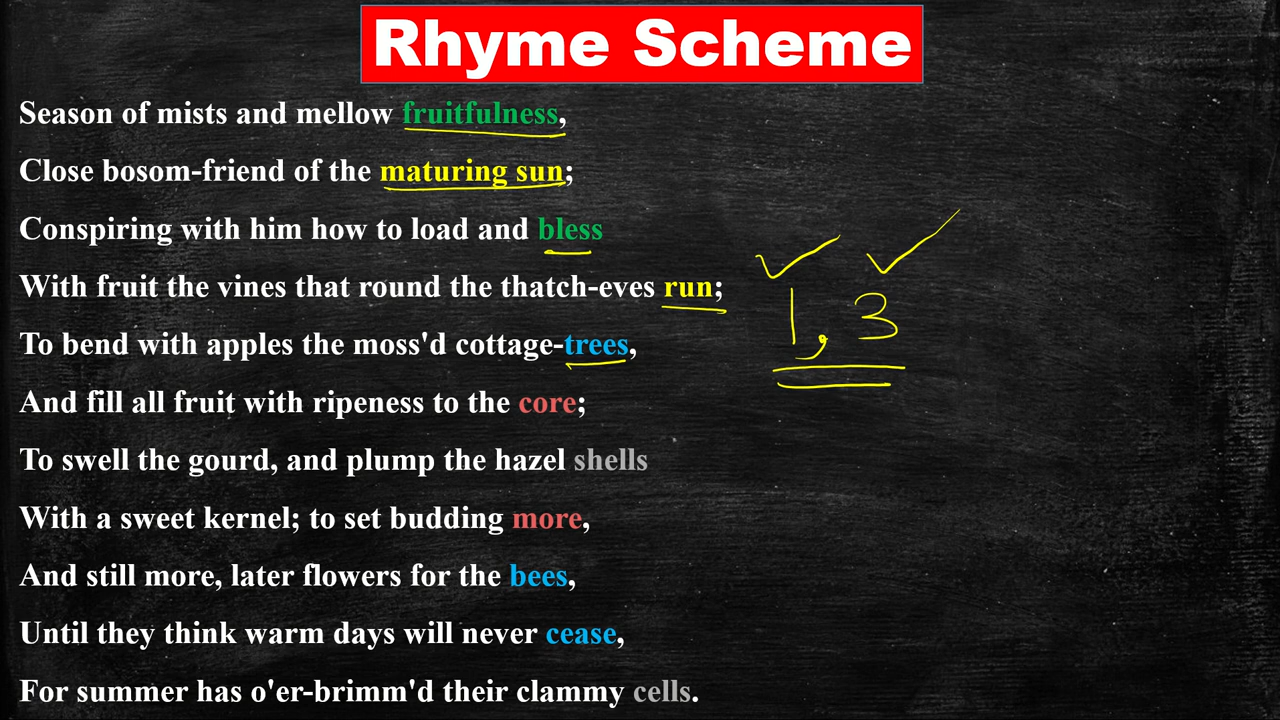 Rhyme Scheme
Season of mists and mellow fruitfulness,
Close bosom-friend of the maturing sun;
Conspiring with him how to load and bless
With fruit the vines that round the thatch-eves run;
To bend with apples the moss'd cottage-trees,
And fill all fruit with ripeness to the core;
To swell the gourd, and plump the hazel shells
With a sweet kernel; to set budding more,
And still more, later flowers for the bees,
Until they think warm days will never cease,
For summer has o'er-brimm'd their clammy cells.
1, 3